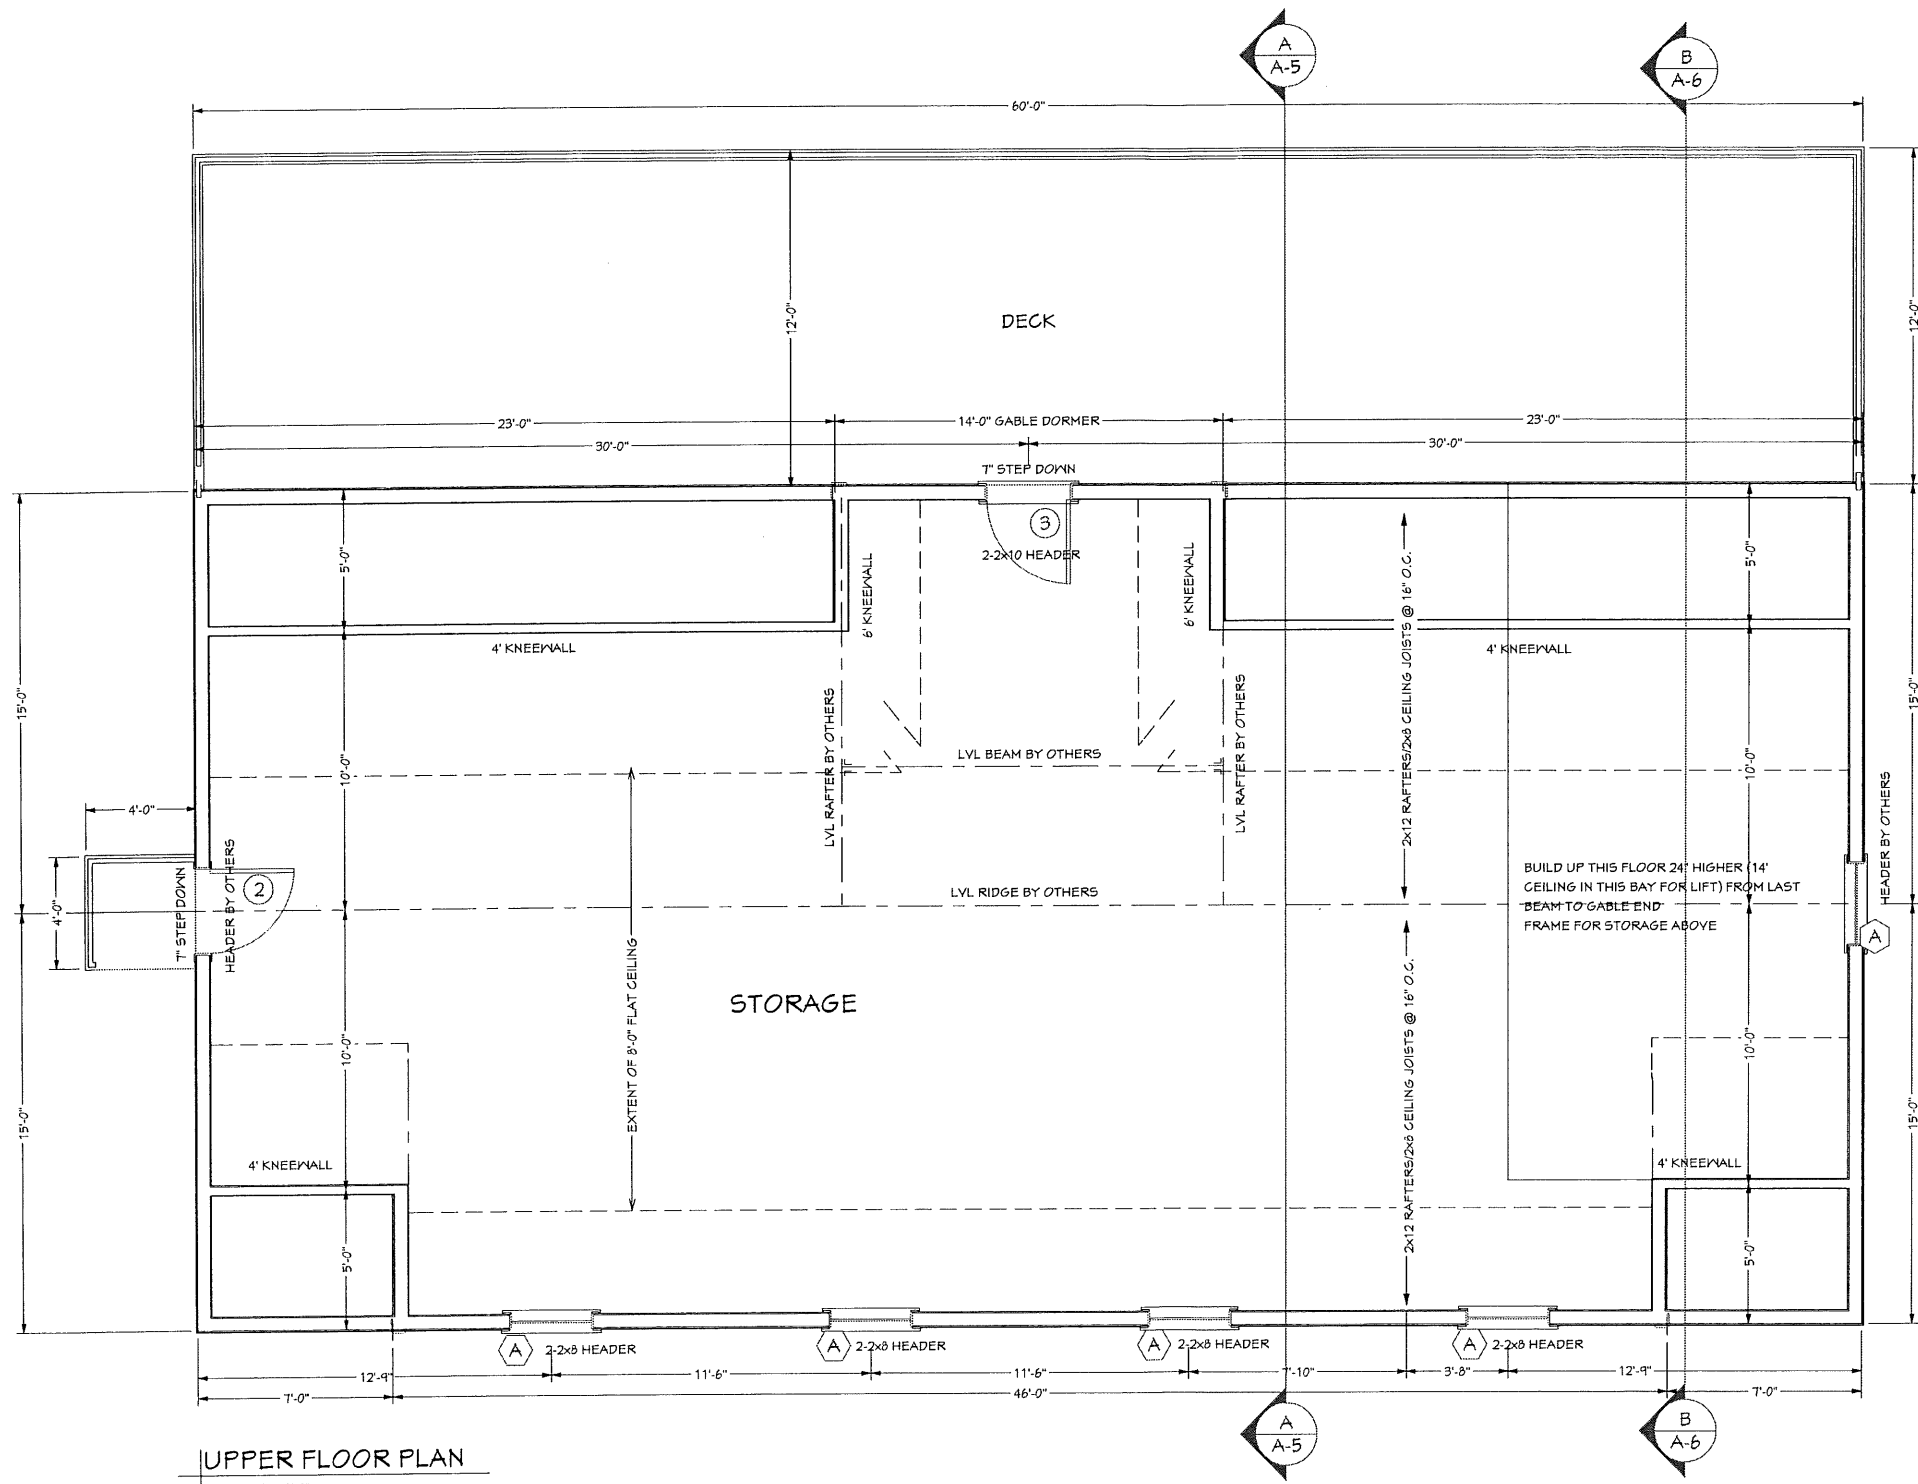 A
A-5
B
A-6
60'-0"
12'-0"
12'-0"
DECK
23'-0"
14'-0" GABLE DORMER
23'-0"
30'-0"
30'-0"
7" STEP DOWN
3
2-2x10 HEADER
5'-0"
5'-0"
6' KNEEWALL
6' KNEEWALL
4' KNEEWALL
4' KNEEWALL
2x12 RAFTERS/2x8 CEILING JOISTS @ 16" O.C.
15'-0"
15'-0"
10'-0"
10'-0"
LVL RAFTER BY OTHERS
LVL RAFTER BY OTHERS
LVL BEAM BY OTHERS
4'-0"
4'-0"
7" STEP DOWN
HEADER BY OTHERS
2
LVL RIDGE BY OTHERS
BUILD UP THIS FLOOR 24" HIGHER (14'
CEILING IN THIS BAY FOR LIFT) FROM LAST
BEAM TO GABLE END
FRAME FOR STORAGE ABOVE
HEADER BY OTHERS
A
STORAGE
EXTENT OF 8'-0" FLAT CEILING
2x12 RAFTERS/2x8 CEILING JOISTS @ 16" O.C.
10'-0"
10'-0"
15'-0"
15'-0"
4' KNEEWALL
4' KNEEWALL
5'-0"
5'-0"
A
2-2x8 HEADER
A
2-2x8 HEADER
A
2-2x8 HEADER
A
2-2x8 HEADER
12'-9"
11'-6"
11'-6"
7'-10"
3'-8"
12'-9"
7'-0"
46'-0"
7'-0"
A
A-5
B
A-6
UPPER FLOOR PLAN